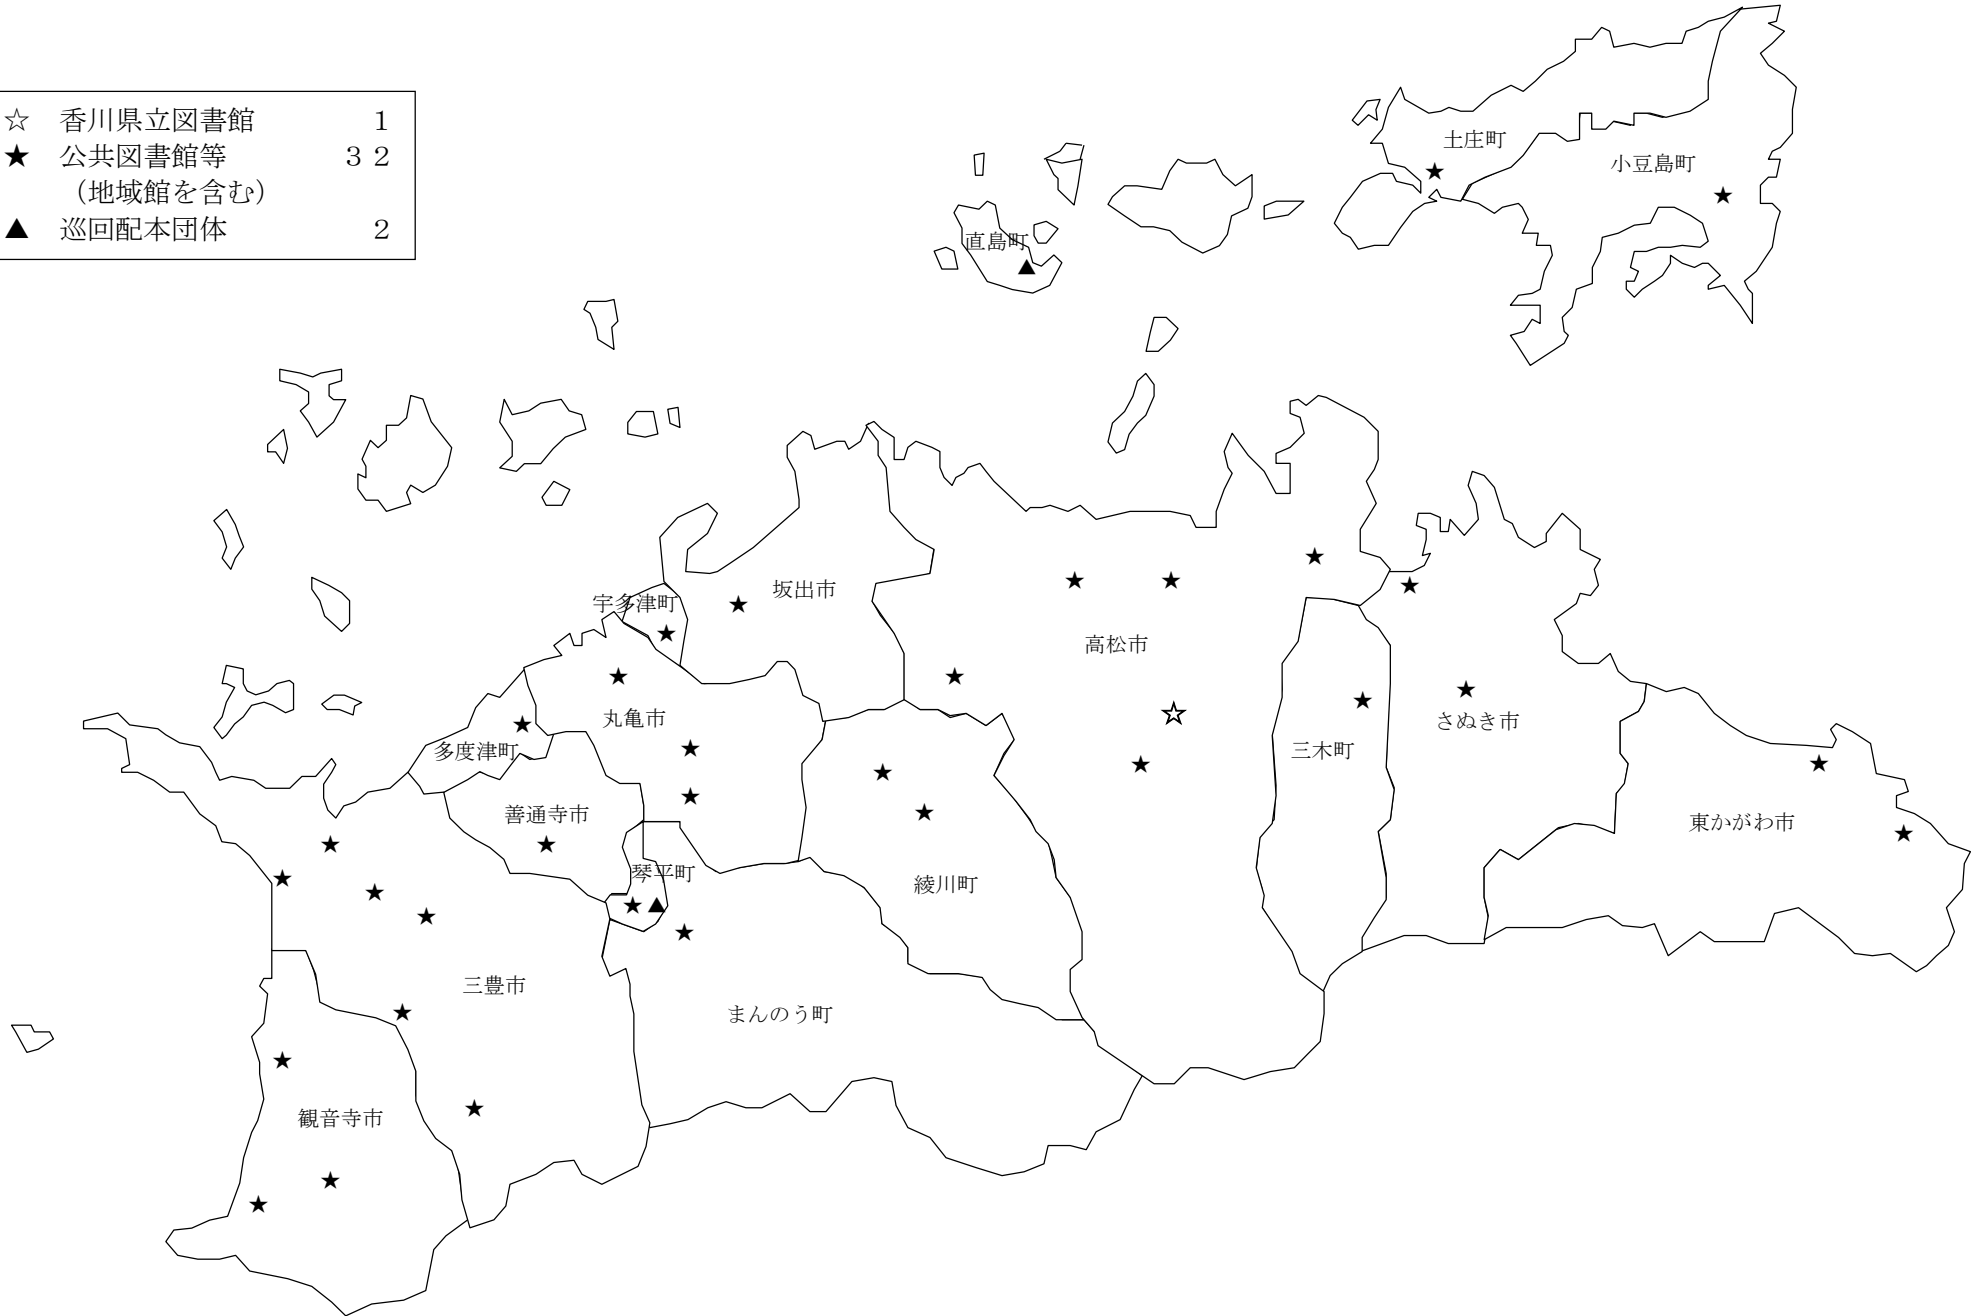 ☆ 香川県立図書館 1
★ 公共図書館等 32
（地域館を含む）
▲ 巡回配本団体 2
土庄町
小豆島町
直島町
坂出市
宇多津町
高松市
丸亀市
さぬき市
多度津町
三木町
善通寺市
東かがわ市
琴平町
綾川町
三豊市
まんのう町
観音寺市